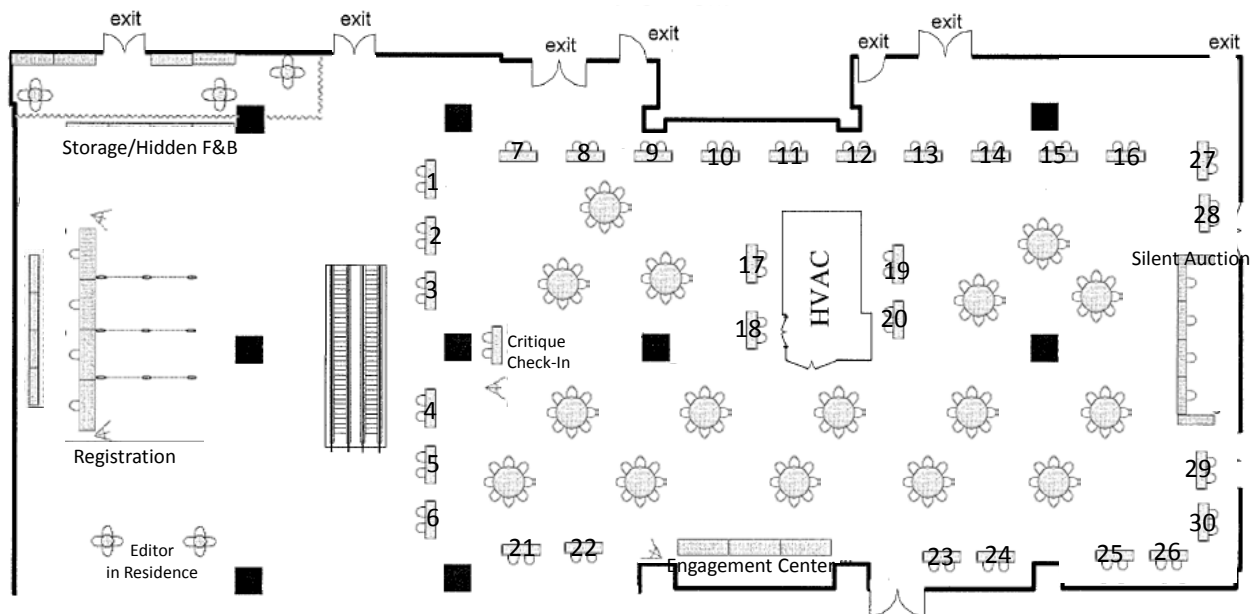 exit
exit
exit
exit
exit
exit
exit
Storage/Hidden F&B
7
8
9
10
11
12
13
14
15
16
27
1
28
2
Silent Auction
17
19
3
HVAC
18
20
Critique
Check-In
4
Registration
5
29
6
30
Editor
in Residence
21
22
Engagement Center
23
24
25
26